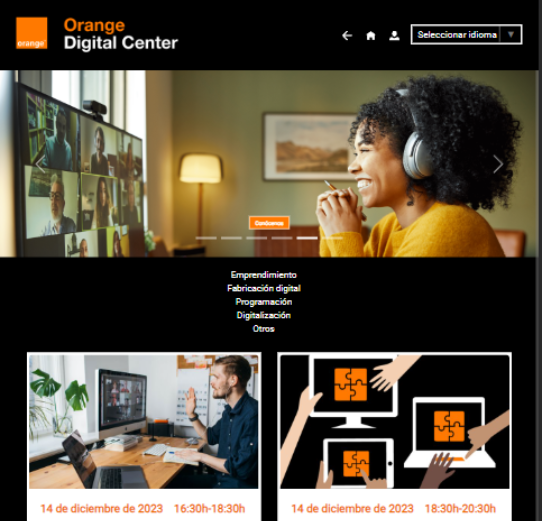 orange
Orange
Digital Center
Seleccionar idioma
Conócenos
Emprendimiento
Fabricación digital
Programación
Digitalización
Otros
14 de diciembre de 2023 16:30h-18:30h
14 de diciembre de 2023 18:30h-20:30h